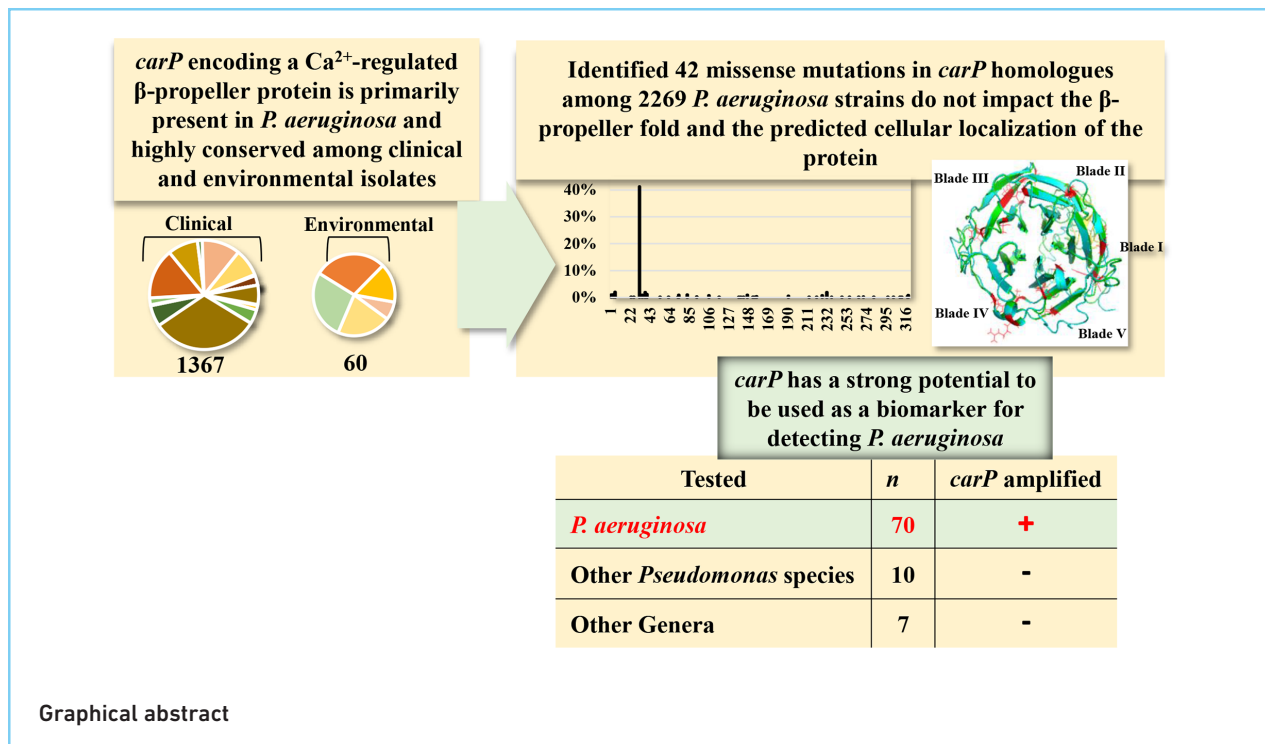 carP encoding a Ca²⁺-regulated
β-propeller protein is primarily
present in P. aeruginosa and
highly conserved among clinical
and environmental isolates
Clinical
Environmental
1367
60
Identified 42 missense mutations in carP homologues
among 2269 P. aeruginosa strains do not impact the β-
propeller fold and the predicted cellular localization of the
protein
40%
30%
20%
10%
0%
1 22 43 64 85 106 127 148 169 190 211 232 253 274 295 316
Blade III
Blade II
Blade I
Blade IV
Blade V
carP has a strong potential to
be used as a biomarker for
detecting P. aeruginosa
Tested n carP amplified
P. aeruginosa 70 +
Other Pseudomonas species 10 -
Other Genera 7 -
Graphical abstract